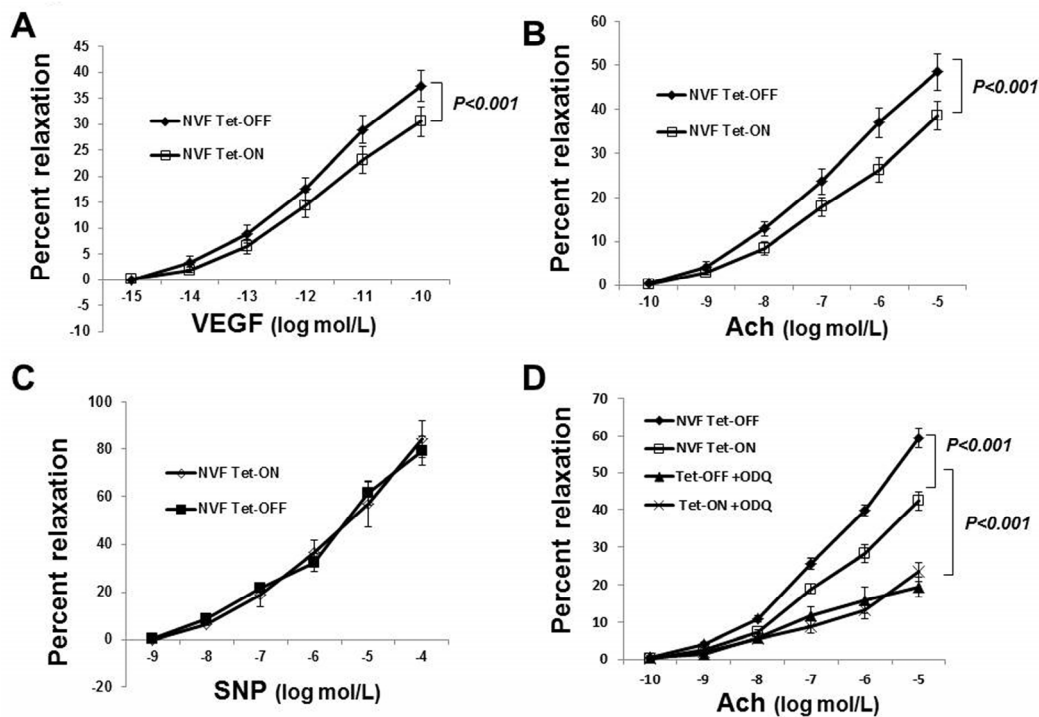 A
Percent relaxation
45
40
35
30
25
20
15
10
5
0
-5
-10
NVF Tet-OFF
NVF Tet-ON
P<0.001
-15 -14 -13 -12 -11 -10
VEGF (log mol/L)
B
Percent relaxation
60
50
40
30
20
10
0
NVF Tet-OFF
NVF Tet-ON
P<0.001
-10 -9 -8 -7 -6 -5
Ach (log mol/L)
C
Percent relaxation
100
80
60
40
20
0
-20
NVF Tet-ON
NVF Tet-OFF
-9 -8 -7 -6 -5 -4
SNP (log mol/L)
D
Percent relaxation
70
60
50
40
30
20
10
0
NVF Tet-OFF
NVF Tet-ON
Tet-OFF +ODQ
Tet-ON +ODQ
P<0.001
P<0.001
-10 -9 -8 -7 -6 -5
Ach (log mol/L)